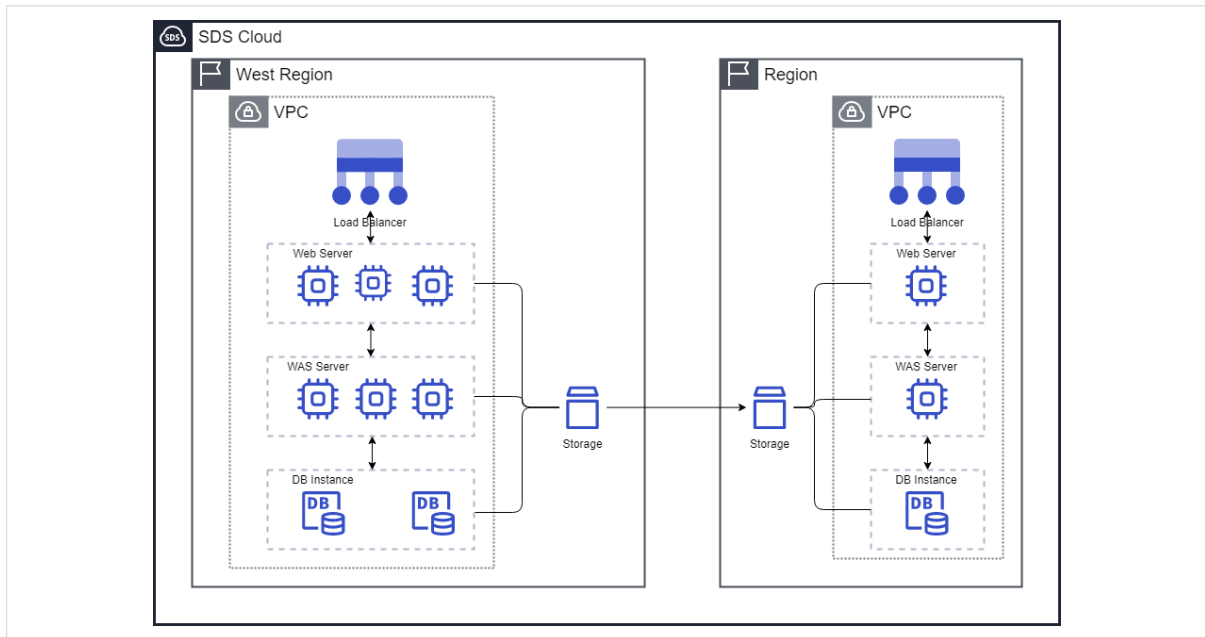 SDS
SDS Cloud
West Region
VPC
Load Balancer
Web Server
WAS Server
DB Instance
DB
DB
Storage
Region
VPC
Load Balancer
Web Server
WAS Server
DB Instance
DB
Storage